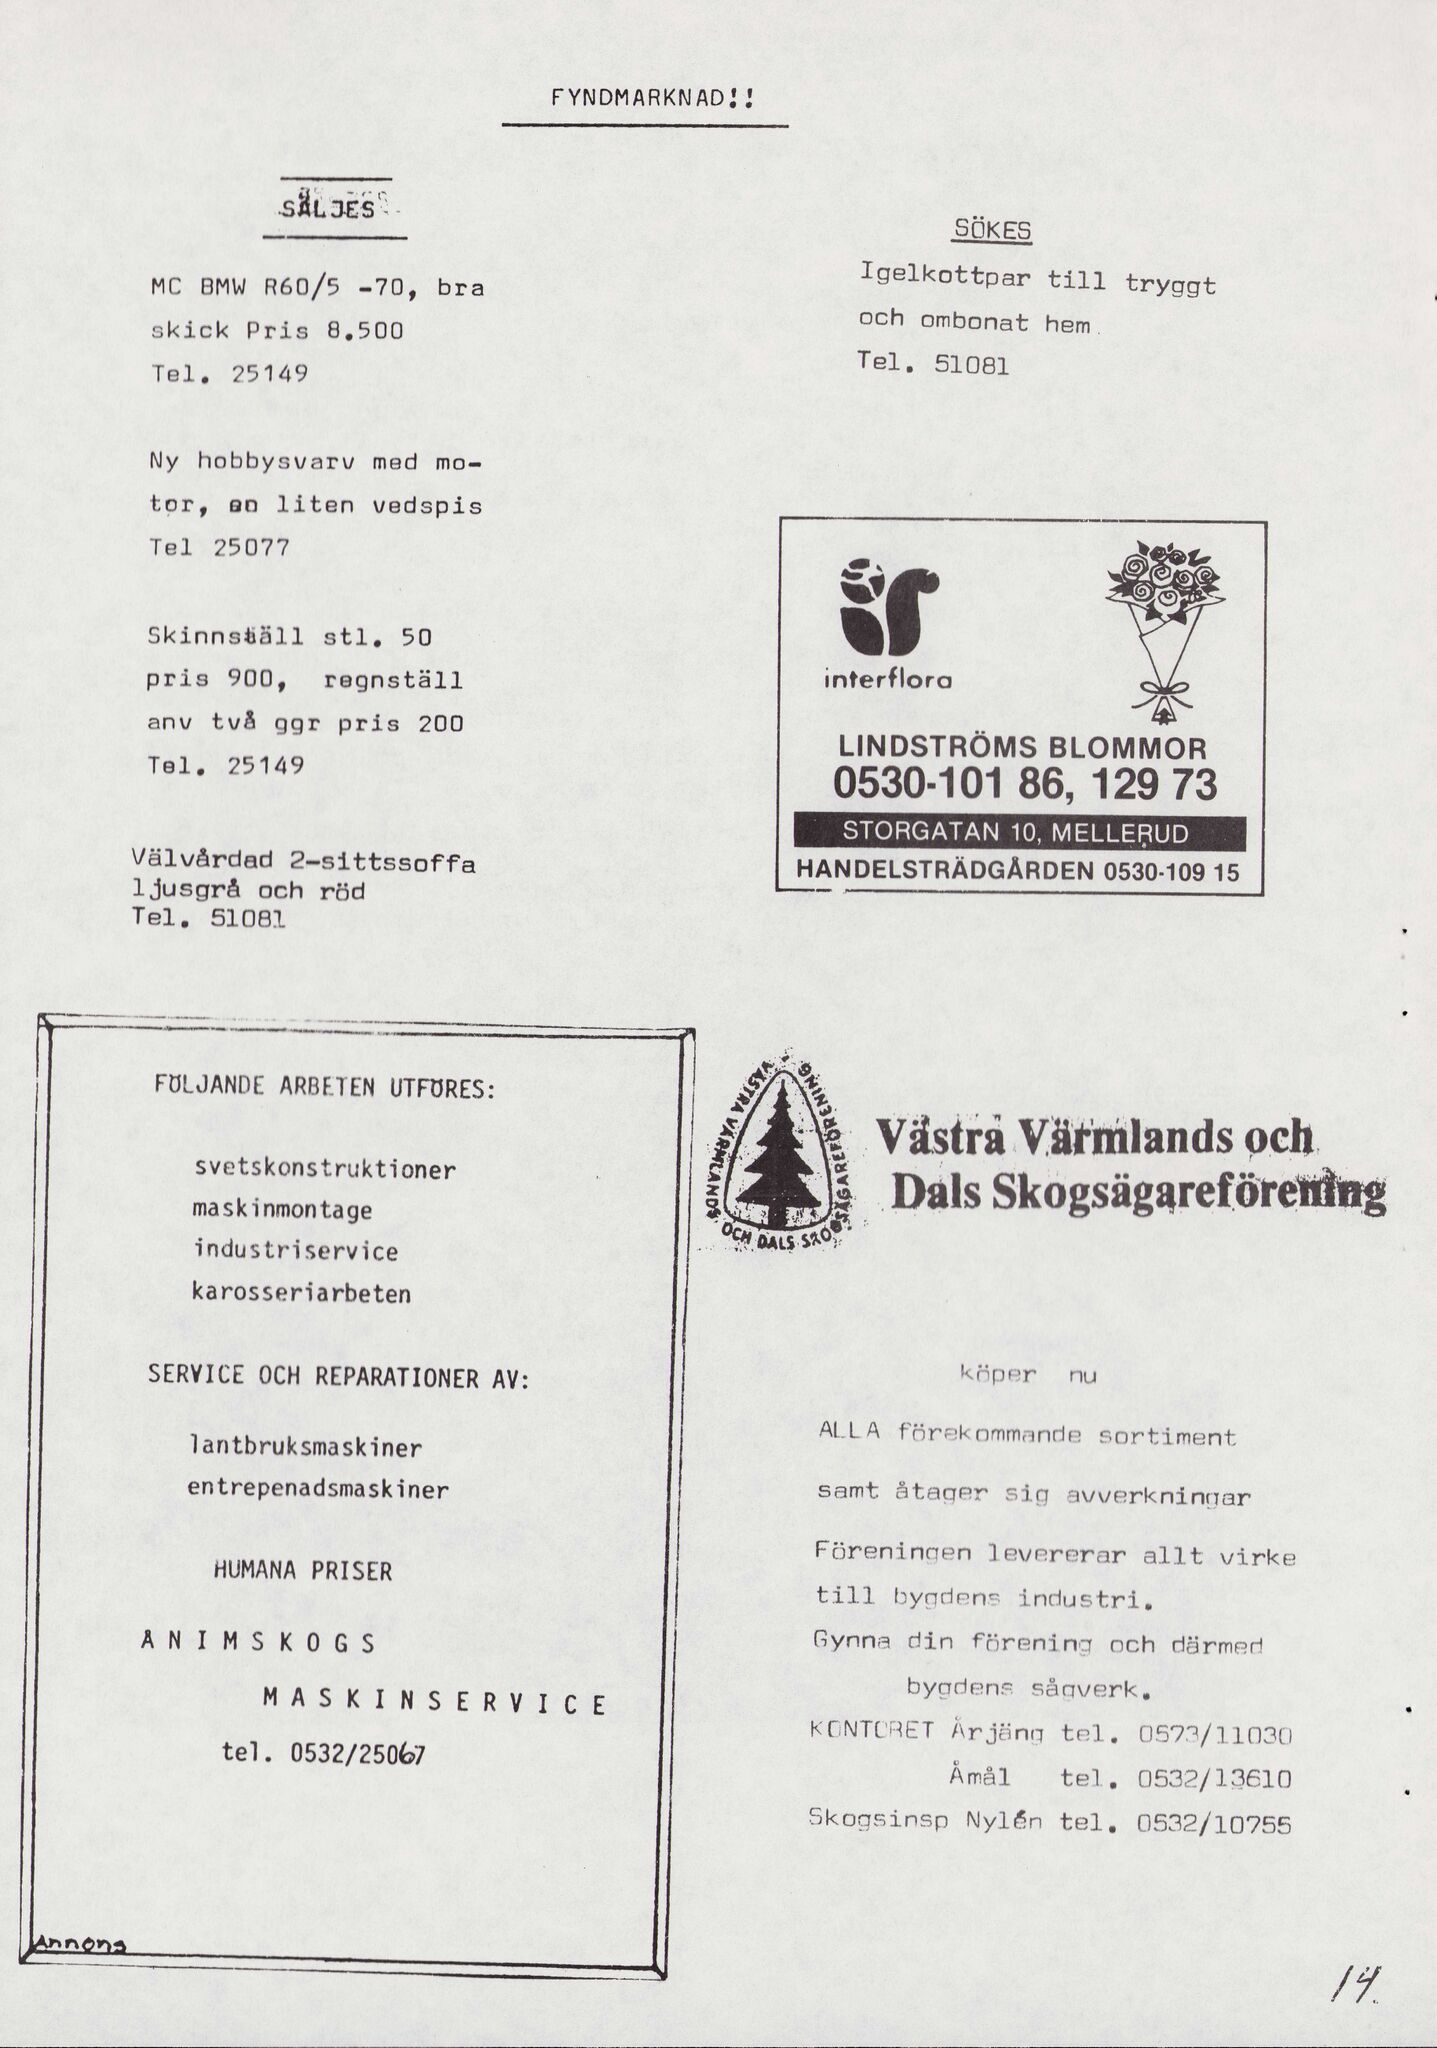 FYNDMARKNAD!!
SÄLJES
MC BMW R60/5 -70, bra
skick Pris 8.500
Tel. 25149
Ny hobbysvarv med mo-
tor, en liten vedspis
Tel 25077
Skinnställ stl. 50
pris 900, regnställ
anv två ggr pris 200
Tel. 25149
Välvårdad 2-sittssoffa
ljusgrå och röd
Tel. 51081
SÖKES
Igelkottpar till tryggt
och ombonat hem.
Tel. 51081
interflora
LINDSTRÖMS BLOMMOR
0530-101 86, 129 73
STORGATAN 10, MELLERUD
HANDELSTRÄDGÅRDEN 0530-109 15
FÖLJANDE ARBETEN UTFÖRES:
svetskonstruktioner
maskinmontage
industriservice
karosseriarbeten
SERVICE OCH REPARATIONER AV:
lantbruksmaskiner
entrepenadsmaskiner
HUMANA PRISER
ÅNIMSKOGS
MASKINSERVICE
tel. 0532/25067
Annons
VÄSTRA VÄRMLANDS OCH DALS SKOGSÄGAREFÖRENING
Västra Värmlands och
Dals Skogsägareförening
köper nu
ALLA förekommande sortiment
samt åtager sig avverkningar
Föreningen levererar allt virke
till bygdens industri.
Gynna din förening och därmed
bygdens sågverk.
KONTORET Årjäng tel. 0573/11030
Åmål tel. 0532/13610
Skogsinsp Nylén tel. 0532/10755
14.